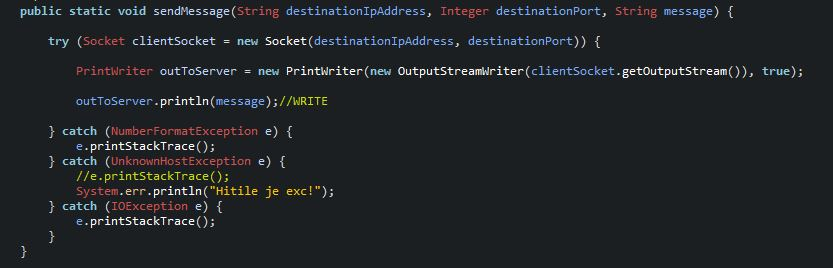 public static void sendMessage(String destinationIpAddress, Integer destinationPort, String message) {
try (Socket clientSocket = new Socket(destinationIpAddress, destinationPort)) {
PrintWriter outToServer = new PrintWriter(new OutputStreamWriter(clientSocket.getOutputStream()), true);
outToServer.println(message);//WRITE
} catch (NumberFormatException e) {
e.printStackTrace();
} catch (UnknownHostException e) {
//e.printStackTrace();
System.err.println("Hitile je exc!");
} catch (IOException e) {
e.printStackTrace();
}
}